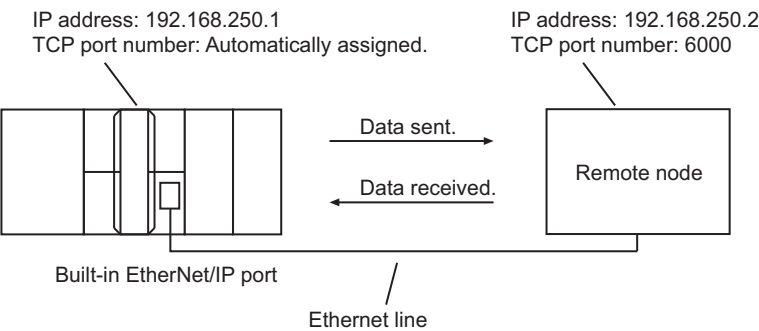 IP address: 192.168.250.1
TCP port number: Automatically assigned.
IP address: 192.168.250.2
TCP port number: 6000
Data sent.
Data received.
Remote node
Built-in EtherNet/IP port
Ethernet line